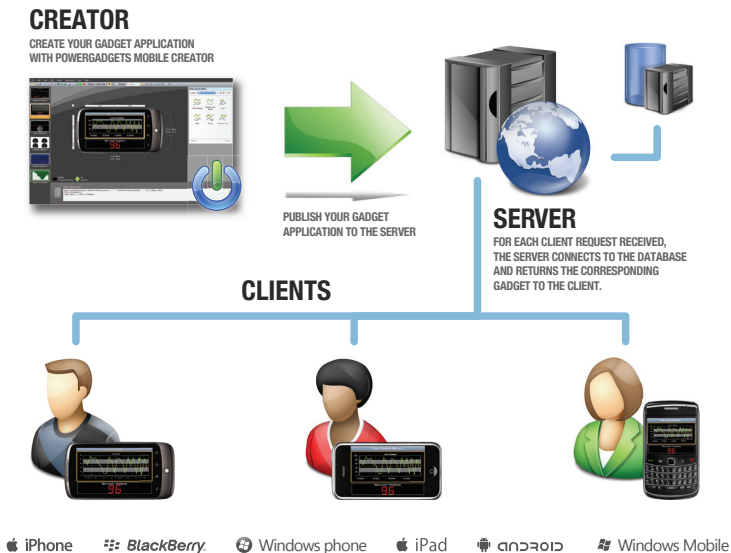 CREATOR
CREATE YOUR GADGET APPLICATION
WITH POWERGADGETS MOBILE CREATOR
96
PUBLISH YOUR GADGET
APPLICATION TO THE SERVER
SERVER
FOR EACH CLIENT REQUEST RECEIVED,
THE SERVER CONNECTS TO THE DATABASE
AND RETURNS THE CORRESPONDING
GADGET TO THE CLIENT.
CLIENTS
96
96
96
iPhone
BlackBerry.
Windows phone
iPad
android
Windows Mobile